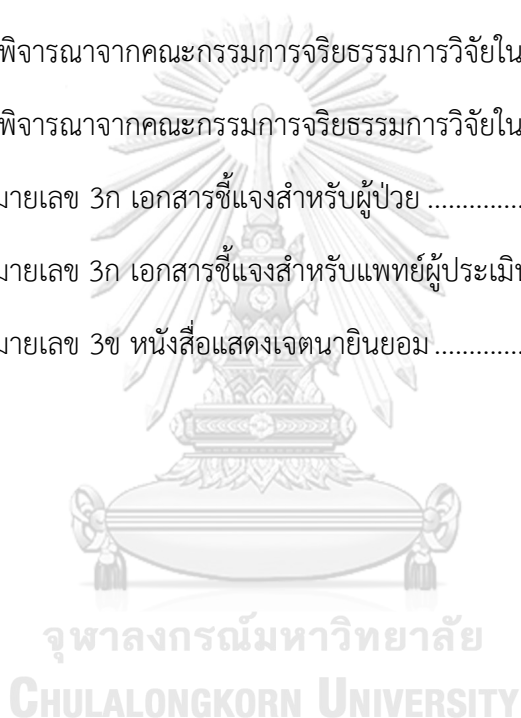 พิจารณาจากคณะกรรมการจริยธรรมการวิจัยใน
พิจารณาจากคณะกรรมการจริยธรรมการวิจัยใน
มายเลข 3ก เอกสารชี้แจงสำหรับผู้ป่วย ..............
มายเลข 3ก เอกสารชี้แจงสำหรับแพทย์ผู้ประเมิน
มายเลข 3ข หนังสือแสดงเจตนายินยอม .............
จุฬาลงกรณ์มหาวิทยาลัย
CHULALONGKORN UNIVERSITY